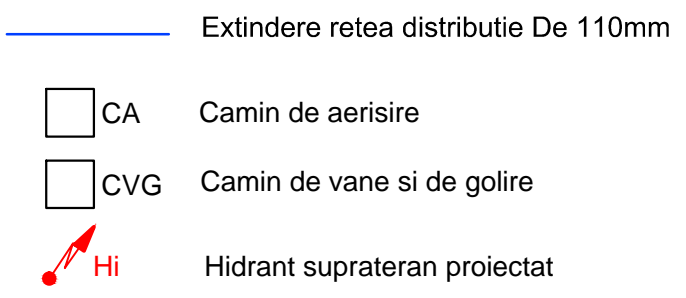 Extindere retea distributie De 110mm
CA Camin de aerisire
CVG Camin de vane si de golire
Hi Hidrant suprateran proiectat